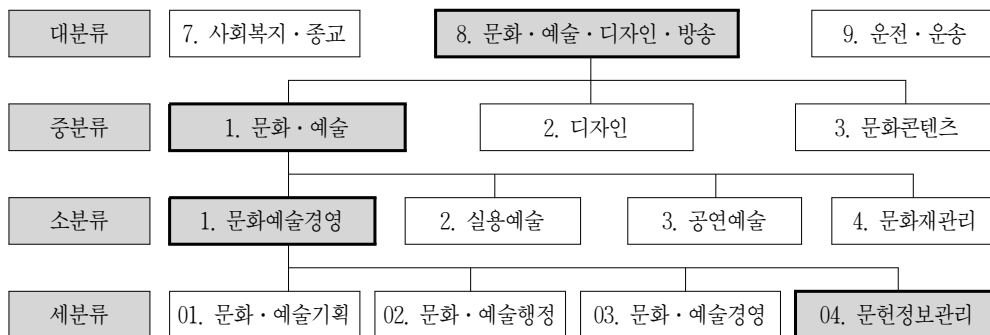 대분류 7. 사회복지・종교 8. 문화・예술・디자인・방송 9. 운전・운송
중분류 1. 문화・예술 2. 디자인 3. 문화콘텐츠
소분류 1. 문화예술경영 2. 실용예술 3. 공연예술 4. 문화재관리
세분류 01. 문화・예술기획 02. 문화・예술행정 03. 문화・예술경영 04. 문헌정보관리